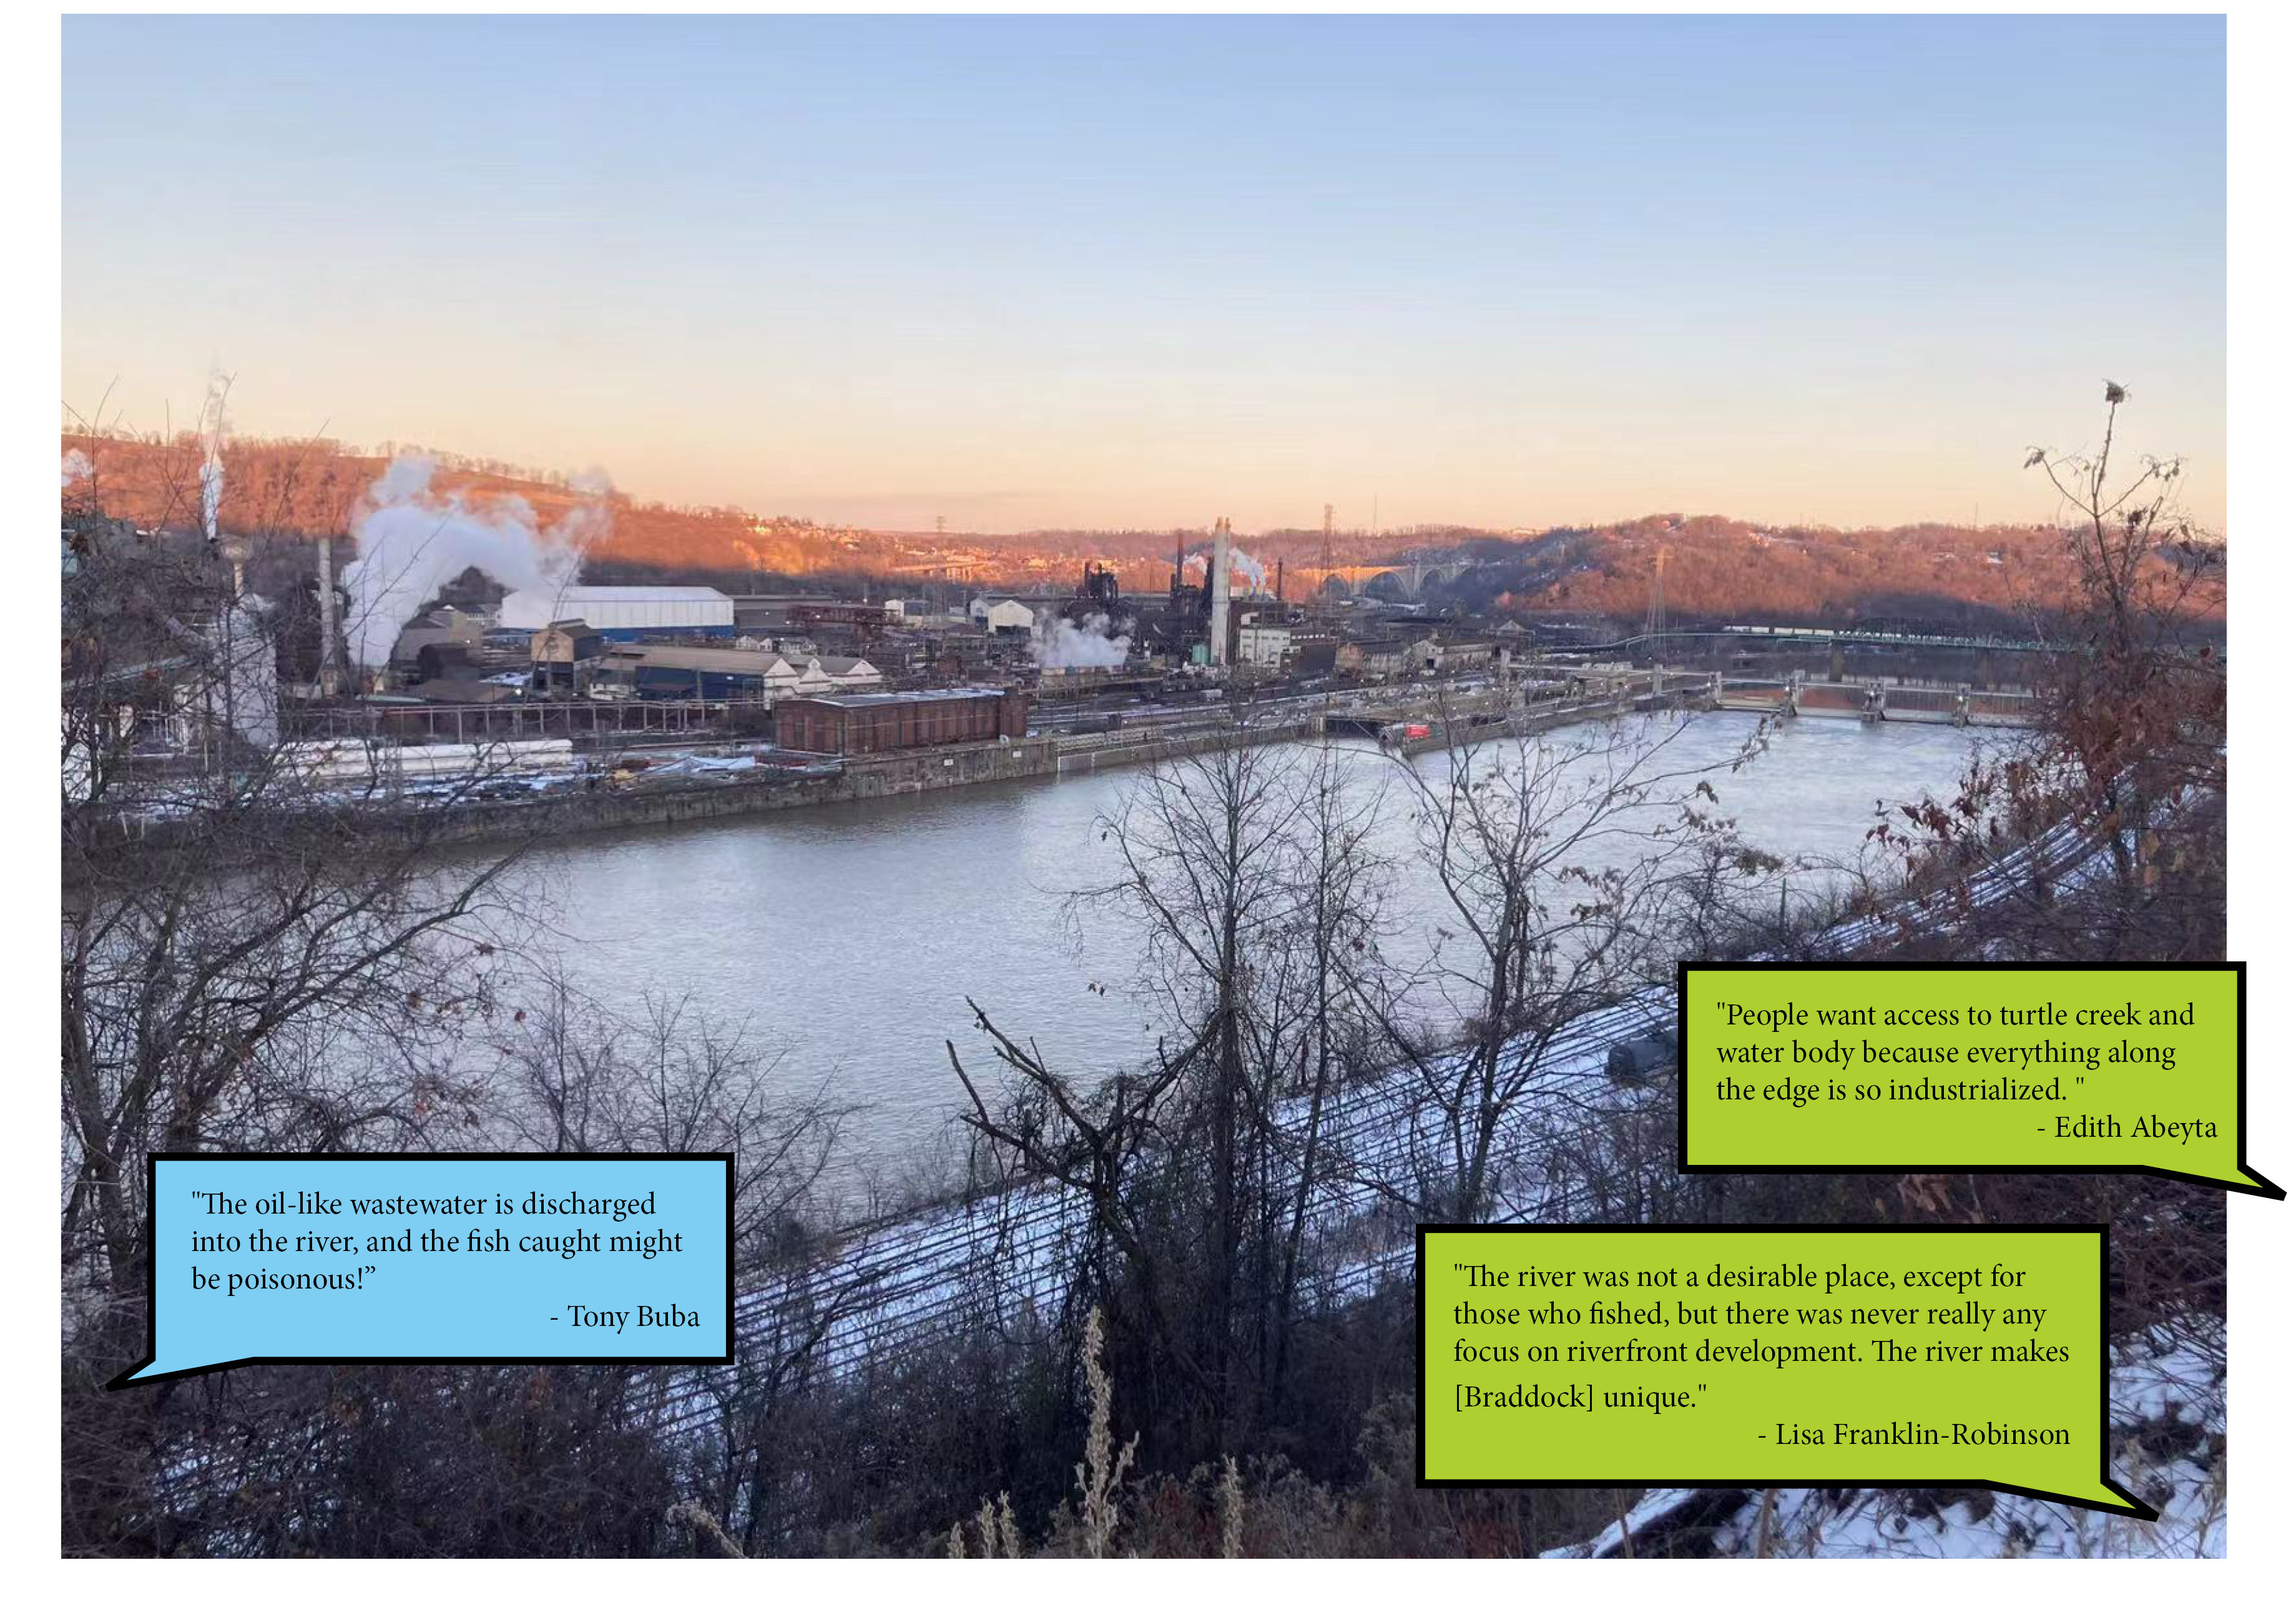 "People want access to turtle creek and
water body because everything along
the edge is so industrialized. "
- Edith Abeyta
"The oil-like wastewater is discharged
into the river, and the fish caught might
be poisonous!”
- Tony Buba
"The river was not a desirable place, except for
those who fished, but there was never really any
focus on riverfront development. The river makes
[Braddock] unique."
- Lisa Franklin-Robinson